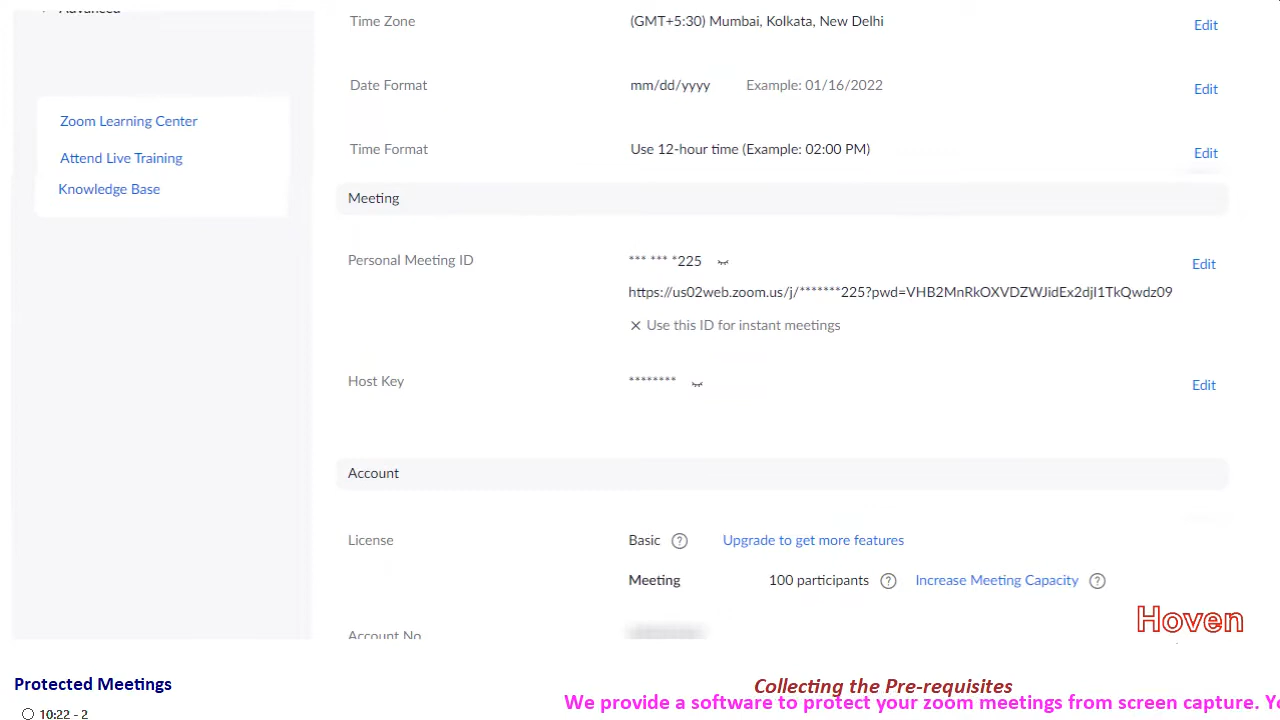 Advanced
Time Zone (GMT+5:30) Mumbai, Kolkata, New Delhi Edit
Date Format mm/dd/yyyy Example: 01/16/2022 Edit
Zoom Learning Center
Time Format Use 12-hour time (Example: 02:00 PM) Edit
Attend Live Training
Knowledge Base
Meeting
Personal Meeting ID *** *** *225 Edit
https://us02web.zoom.us/j/*******225?pwd=VHB2MnRkOXVDZWJidEx2djI1TkQwdz09
× Use this ID for instant meetings
Host Key ******** Edit
Account
License Basic ? Upgrade to get more features
Meeting 100 participants ? Increase Meeting Capacity ?
Hoven
Account No
Protected Meetings Collecting the Pre-requisites
We provide a software to protect your zoom meetings from screen capture.
10:22 - 2